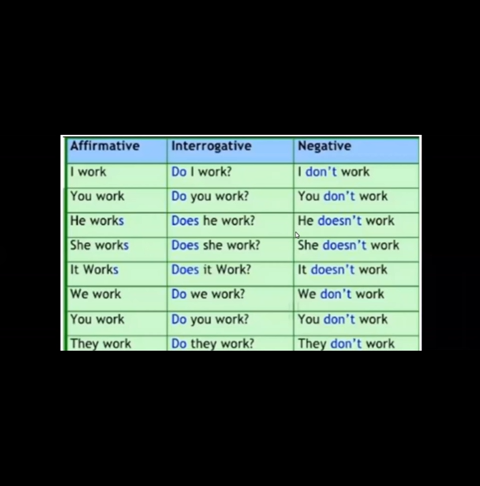 Affirmative Interrogative Negative
I work Do I work? I don't work
You work Do you work? You don't work
He works Does he work? He doesn't work
She works Does she work? She doesn't work
It Works Does it Work? It doesn't work
We work Do we work? We don't work
You work Do you work? You don't work
They work Do they work? They don't work